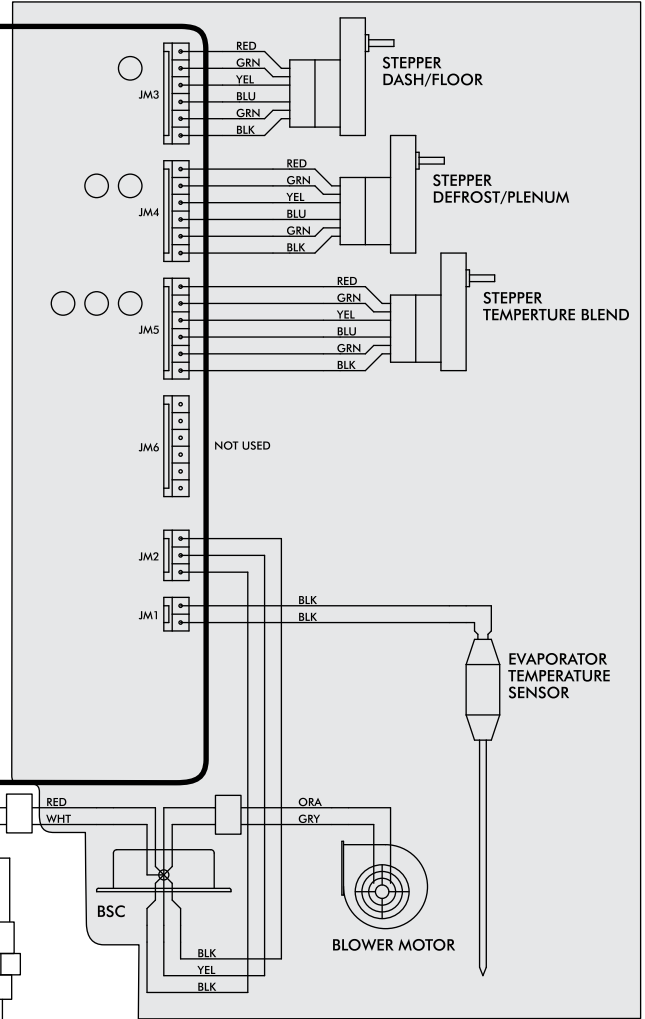 RED
GRN
YEL
BLU
GRN
BLK
JM3
STEPPER
DASH/FLOOR
RED
GRN
YEL
BLU
GRN
BLK
JM4
STEPPER
DEFROST/PLENUM
RED
GRN
YEL
BLU
GRN
BLK
JM5
STEPPER
TEMPERTURE BLEND
JM6
NOT USED
JM2
JM1
BLK
BLK
EVAPORATOR
TEMPERATURE
SENSOR
RED
WHT
ORA
GRY
BSC
BLOWER MOTOR
BLK
YEL
BLK